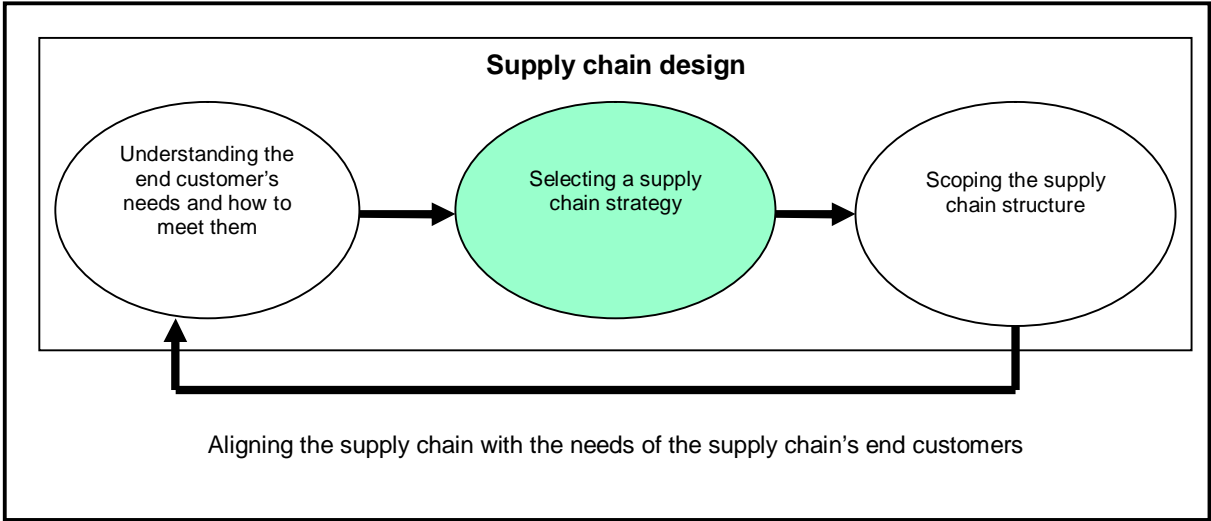 Supply chain design
Understanding the
end customer's
needs and how to
meet them
Selecting a supply
chain strategy
Scoping the supply
chain structure
Aligning the supply chain with the needs of the supply chain's end customers